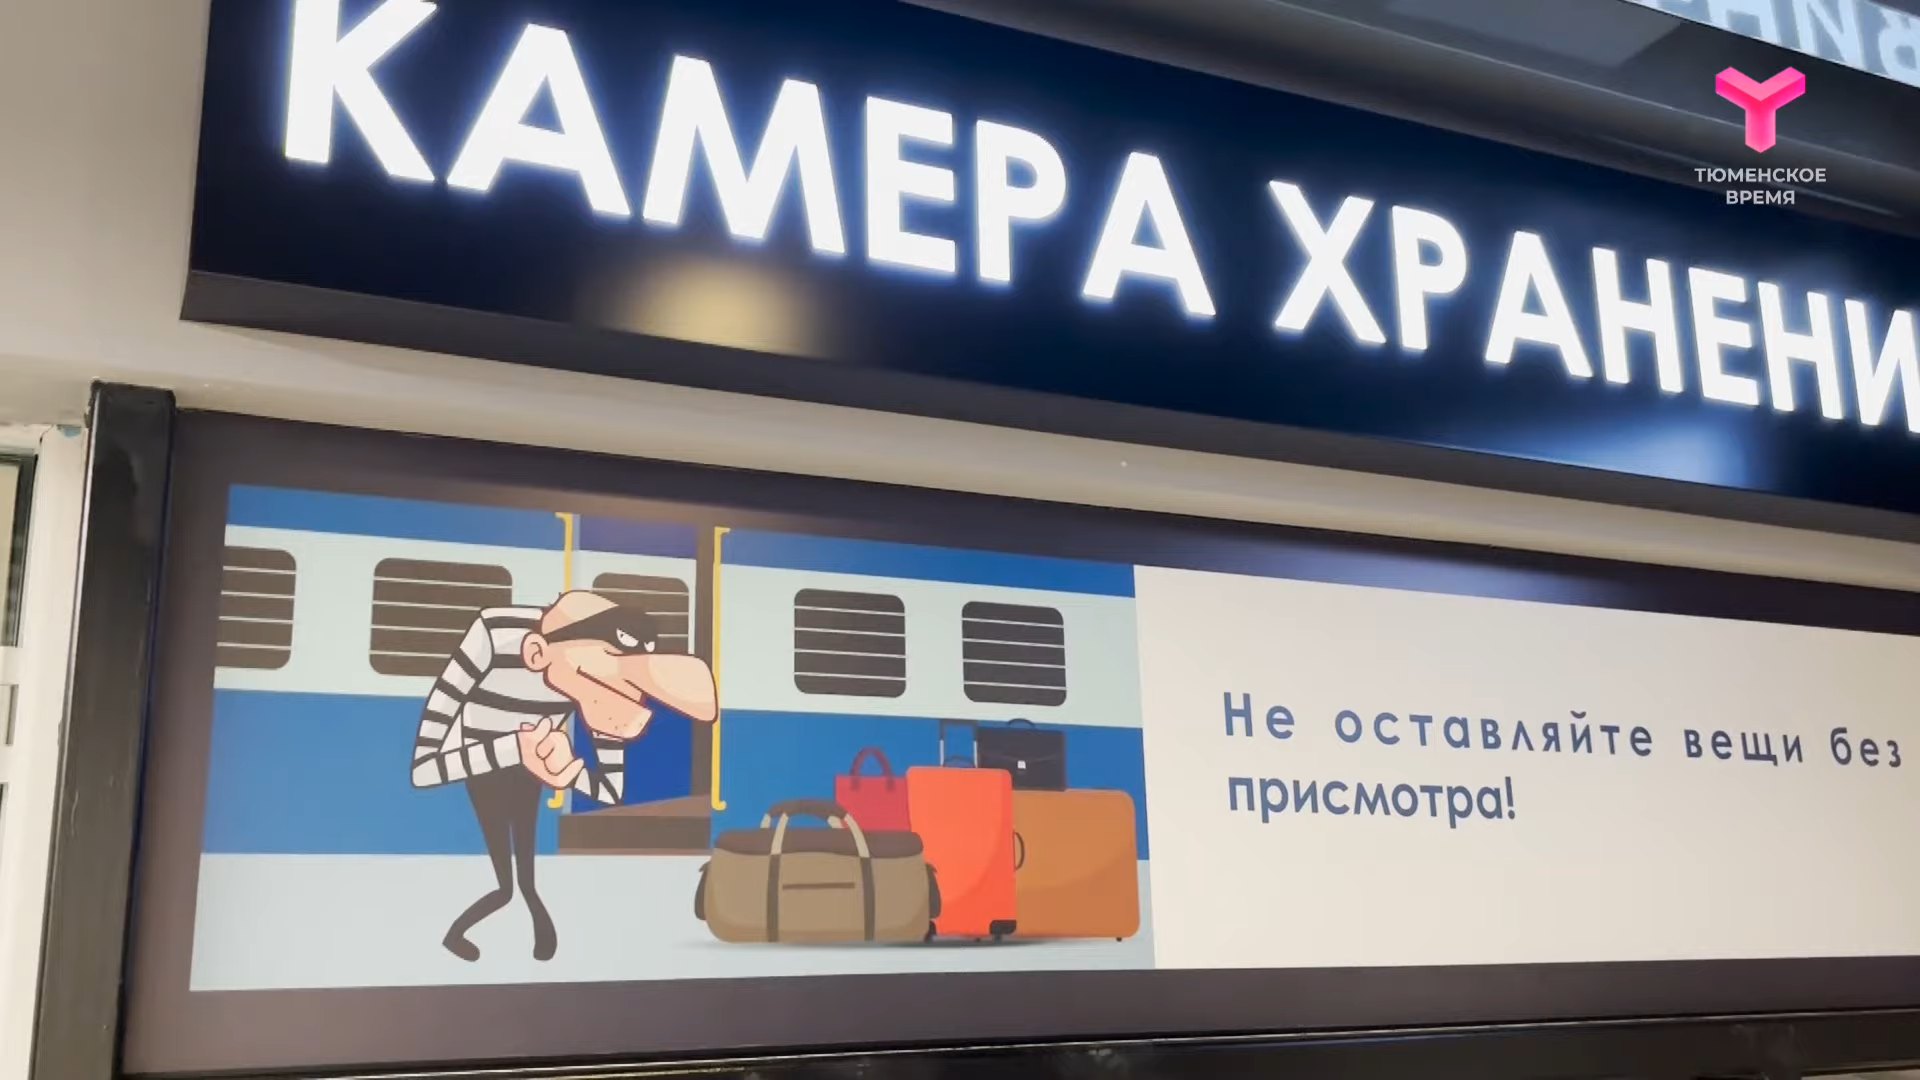 КАМЕРА ХРАНЕНИ
ТЮМЕНСКОЕ
ВРЕМЯ
Не оставляйте вещи без
присмотра!